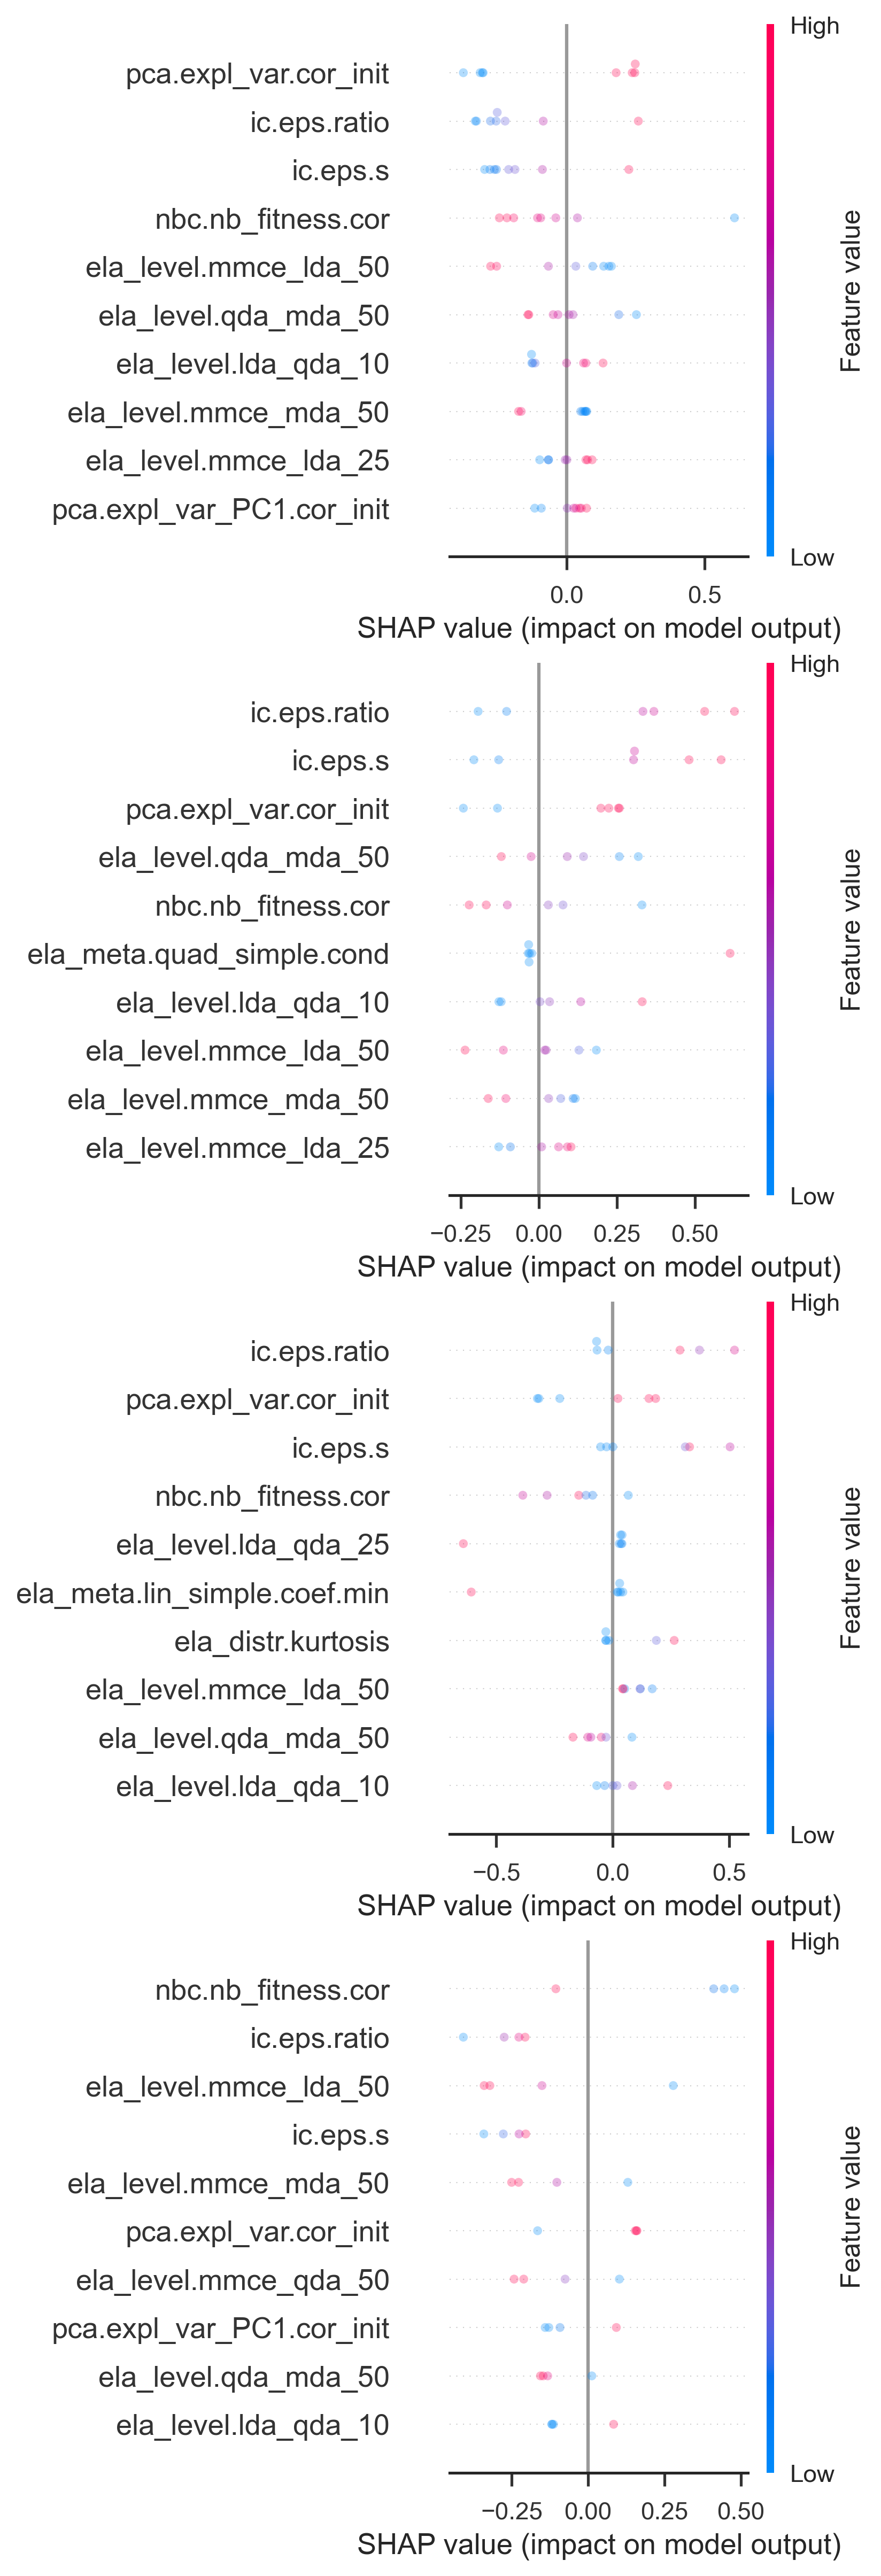 High
pca.expl_var.cor_init
ic.eps.ratio
ic.eps.s
nbc.nb_fitness.cor
ela_level.mmce_lda_50
ela_level.qda_mda_50
ela_level.lda_qda_10
ela_level.mmce_mda_50
ela_level.mmce_lda_25
pca.expl_var_PC1.cor_init
Feature value
Low
0.0 0.5
SHAP value (impact on model output)
High
ic.eps.ratio
ic.eps.s
pca.expl_var.cor_init
ela_level.qda_mda_50
nbc.nb_fitness.cor
ela_meta.quad_simple.cond
ela_level.lda_qda_10
ela_level.mmce_lda_50
ela_level.mmce_mda_50
ela_level.mmce_lda_25
Feature value
Low
−0.25 0.00 0.25 0.50
SHAP value (impact on model output)
High
ic.eps.ratio
pca.expl_var.cor_init
ic.eps.s
nbc.nb_fitness.cor
ela_level.lda_qda_25
ela_meta.lin_simple.coef.min
ela_distr.kurtosis
ela_level.mmce_lda_50
ela_level.qda_mda_50
ela_level.lda_qda_10
Feature value
Low
−0.5 0.0 0.5
SHAP value (impact on model output)
High
nbc.nb_fitness.cor
ic.eps.ratio
ela_level.mmce_lda_50
ic.eps.s
ela_level.mmce_mda_50
pca.expl_var.cor_init
ela_level.mmce_qda_50
pca.expl_var_PC1.cor_init
ela_level.qda_mda_50
ela_level.lda_qda_10
Feature value
Low
−0.25 0.00 0.25 0.50
SHAP value (impact on model output)